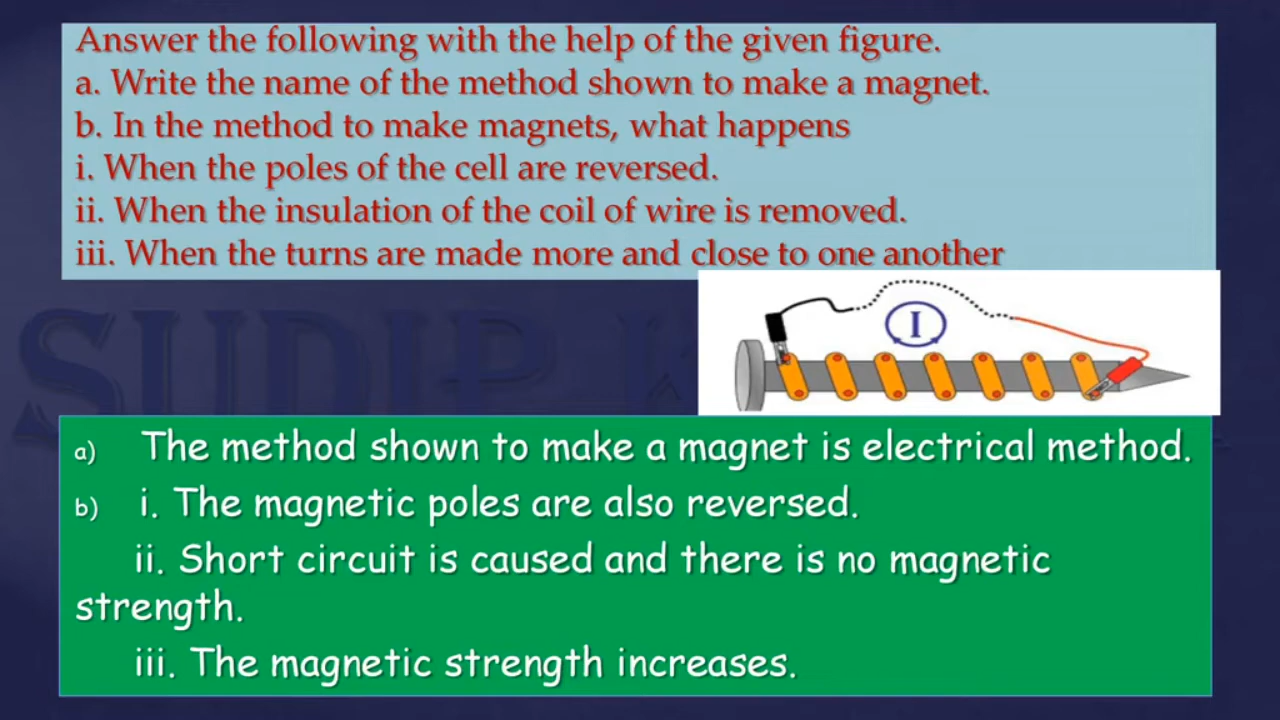 Answer the following with the help of the given figure.
a. Write the name of the method shown to make a magnet.
b. In the method to make magnets, what happens
i. When the poles of the cell are reversed.
ii. When the insulation of the coil of wire is removed.
iii. When the turns are made more and close to one another
I
SUDIP
a) The method shown to make a magnet is electrical method.
b) i. The magnetic poles are also reversed.
ii. Short circuit is caused and there is no magnetic
strength.
iii. The magnetic strength increases.